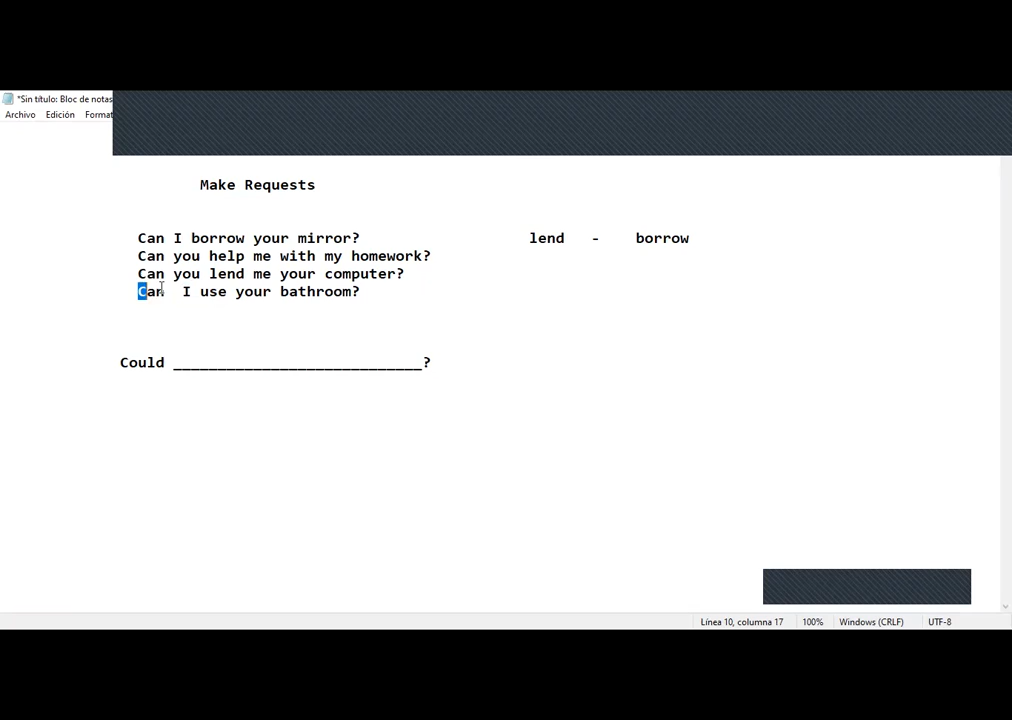 *Sin título: Bloc de notas
Archivo Edición Format
Make Requests
Can I borrow your mirror? lend - borrow
Can you help me with my homework?
Can you lend me your computer?
Can I use your bathroom?
Could ____________________________?
Línea 10, columna 17 100% Windows (CRLF) UTF-8